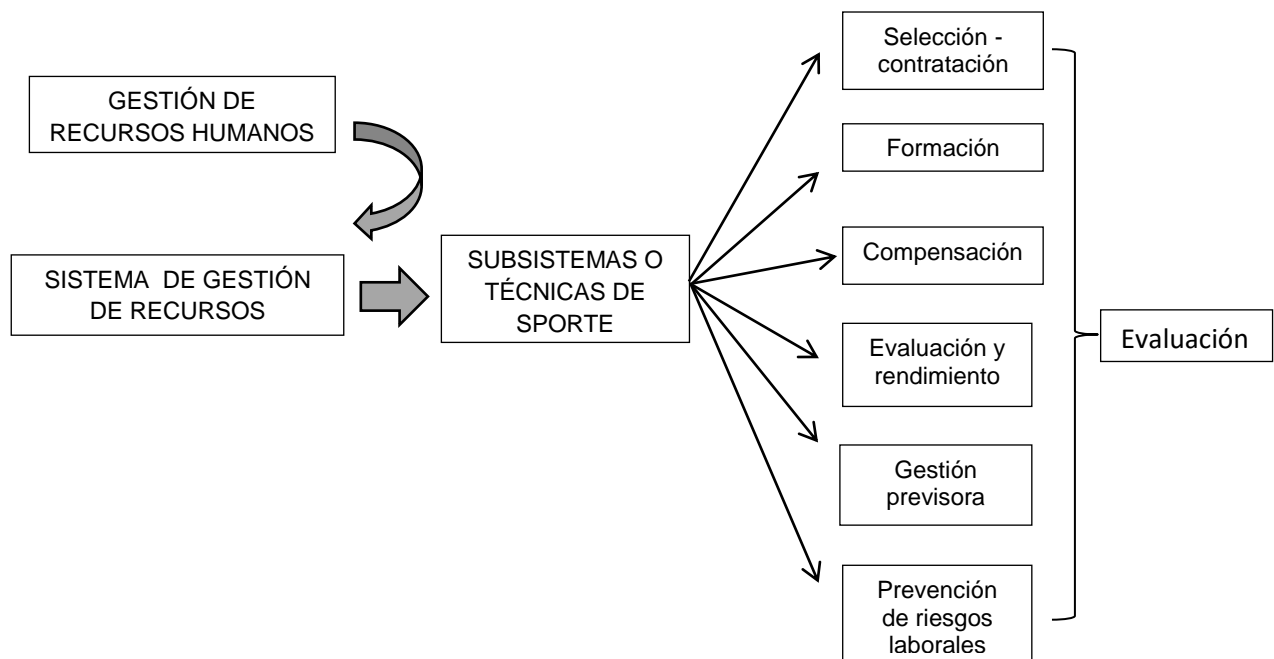 GESTIÓN DE
RECURSOS HUMANOS
SISTEMA DE GESTIÓN
DE RECURSOS
SUBSISTEMAS O
TÉCNICAS DE
SPORTE
Selección -
contratación
Formación
Compensación
Evaluación y
rendimiento
Gestión
previsora
Prevención
de riesgos
laborales
Evaluación